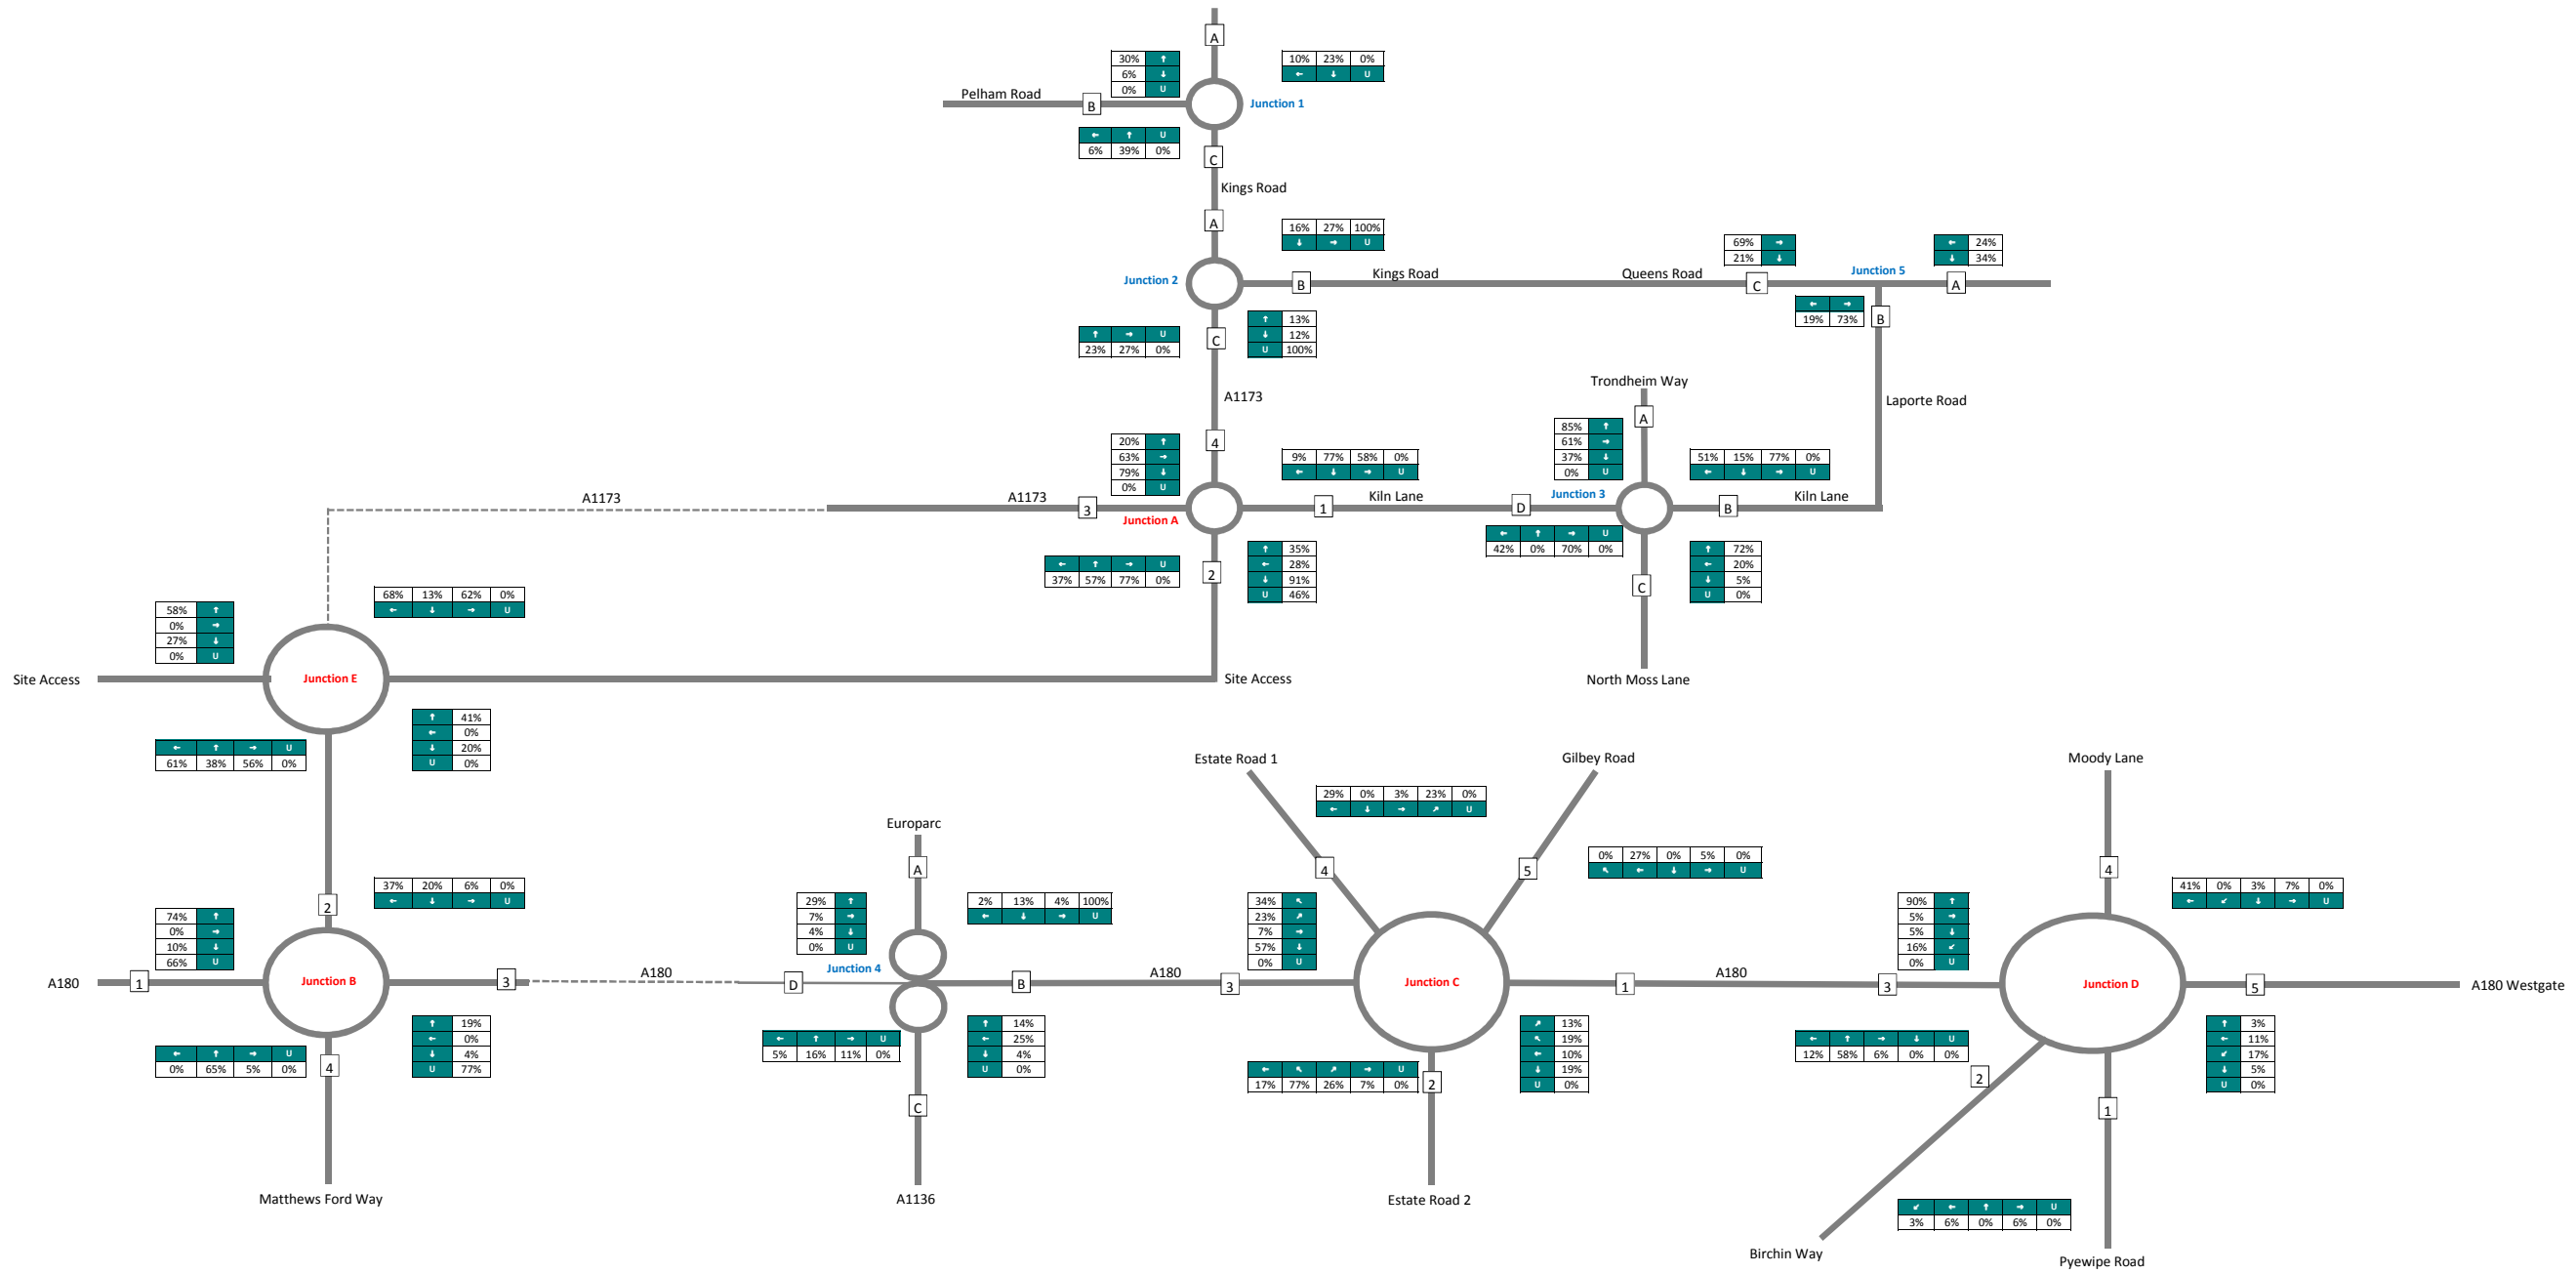 A
30% ↑
6% ↓
0% U
10% 23% 0%
← ↓ U
Pelham Road
B
Junction 1
← ↑ U
6% 39% 0%
C
Kings Road
A
16% 27% 100%
↓ → U
Junction 2
B
Kings Road
Queens Road
69% →
21% ↓
C
Junction 5
← 24%
↓ 34%
A
← →
19% 73%
B
↑ → U
23% 27% 0%
C
↑ 13%
↓ 12%
U 100%
A1173
Trondheim Way
A
Laporte Road
20% ↑
63% →
79% ↓
0% U
4
9% 77% 58% 0%
← ↓ → U
85% ↑
61% →
37% ↓
0% U
51% 15% 77% 0%
← ↓ → U
A1173
A1173
3
Junction A
1
Kiln Lane
D
Junction 3
B
Kiln Lane
← ↑ → U
42% 0% 70% 0%
← ↑ → U
37% 57% 77% 0%
2
↑ 35%
← 28%
↓ 91%
U 46%
C
↑ 72%
← 20%
↓ 5%
U 0%
58% ↑
0% →
27% ↓
0% U
68% 13% 62% 0%
← ↓ → U
Site Access
Junction E
Site Access
North Moss Lane
← ↑ → U
61% 38% 56% 0%
↑ 41%
← 0%
↓ 20%
U 0%
Estate Road 1
Gilbey Road
Moody Lane
29% 0% 3% 23% 0%
← ↓ → ↗ U
Europarc
A
4
5
0% 27% 0% 5% 0%
↖ ← ↓ → U
4
41% 0% 3% 7% 0%
← ↙ ↓ → U
2
37% 20% 6% 0%
← ↓ → U
74% ↑
0% →
10% ↓
66% U
29% ↑
7% →
4% ↓
0% U
2% 13% 4% 100%
← ↓ → U
34% ↖
23% ↗
7% →
57% ↓
0% U
90% ↑
5% →
5% ↓
16% ↙
0% U
A180
1
Junction B
3
A180
D
Junction 4
B
A180
3
Junction C
1
A180
3
Junction D
5
A180 Westgate
← ↑ → U
0% 65% 5% 0%
4
↑ 19%
← 0%
↓ 4%
U 77%
← ↑ → U
5% 16% 11% 0%
↑ 14%
← 25%
↓ 4%
U 0%
C
← ↖ ↗ → U
17% 77% 26% 7% 0%
2
↗ 13%
↖ 19%
← 10%
↓ 19%
U 0%
← ↑ → ↓ U
12% 58% 6% 0% 0%
2
1
↑ 3%
← 11%
↙ 17%
↓ 5%
U 0%
Matthews Ford Way
A1136
Estate Road 2
↙ ← ↑ → U
3% 6% 0% 6% 0%
Birchin Way
Pyewipe Road